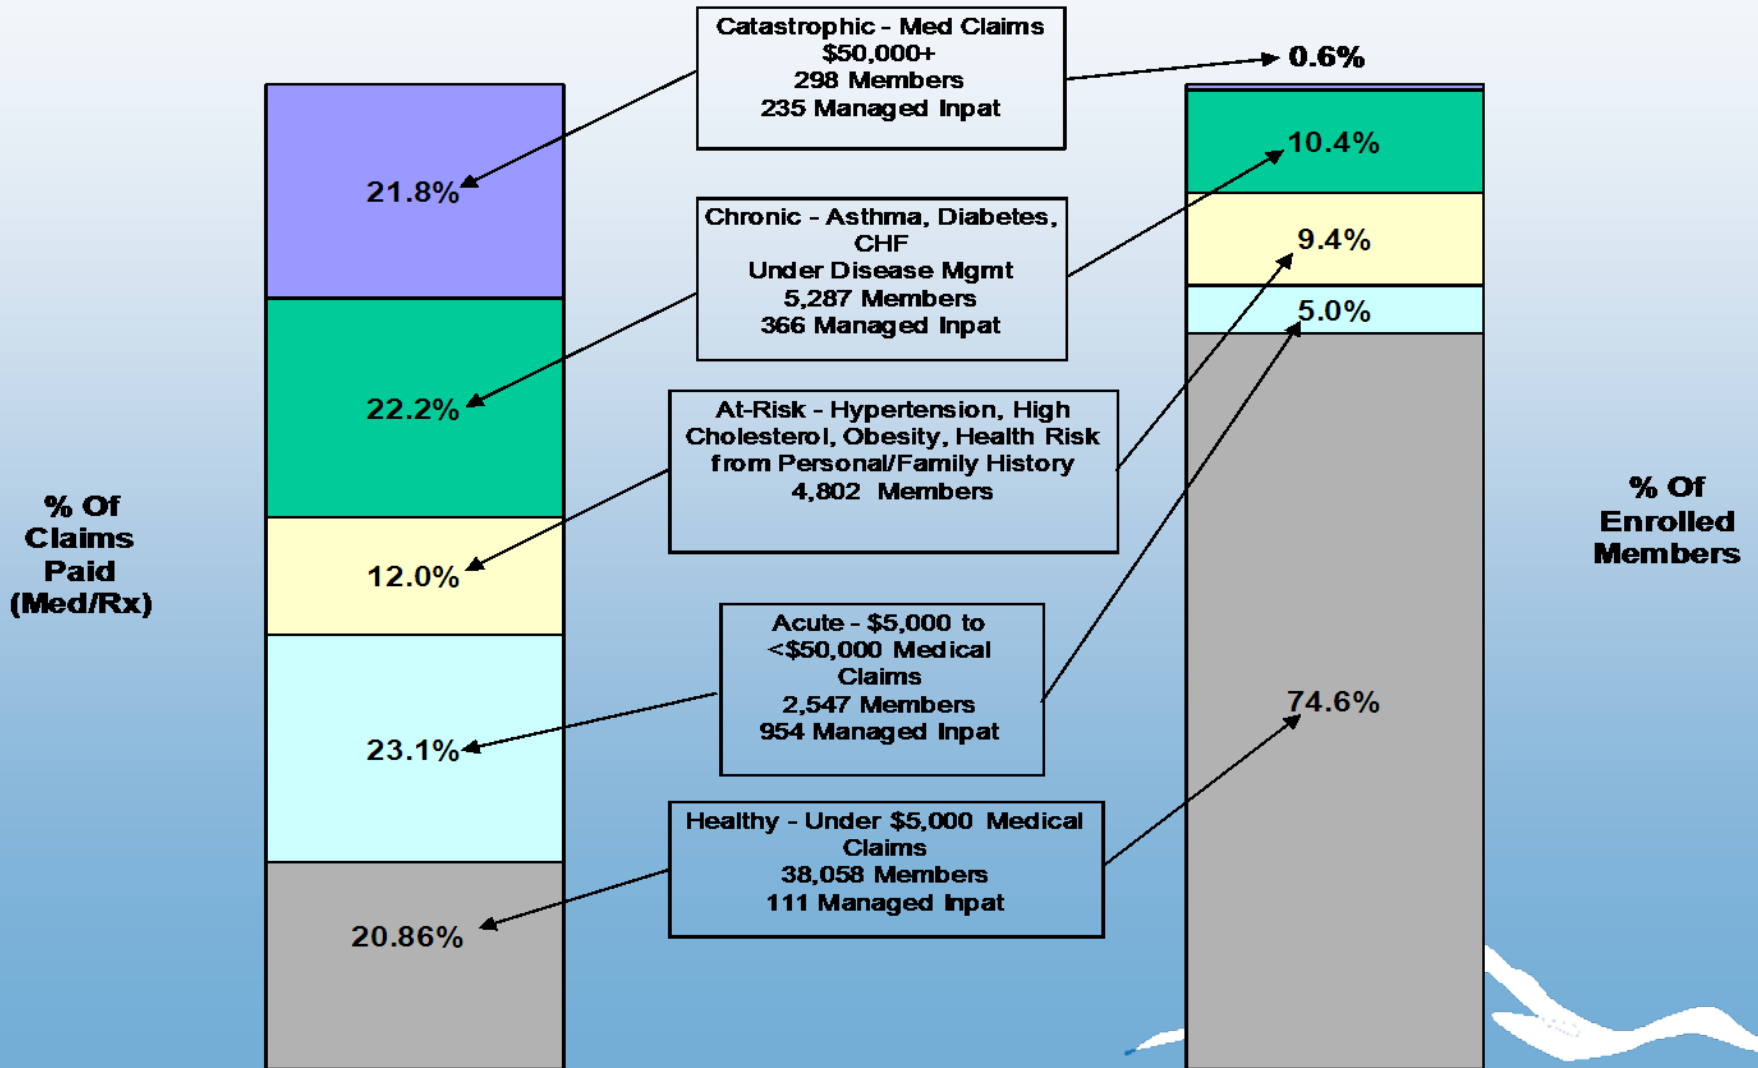 Catastrophic - Med Claims
$50,000+
298 Members
235 Managed Inpat
0.6%
21.8%
10.4%
Chronic - Asthma, Diabetes,
CHF
Under Disease Mgmt
5,287 Members
366 Managed Inpat
9.4%
5.0%
22.2%
At-Risk - Hypertension, High
Cholesterol, Obesity, Health Risk
from Personal/Family History
4,802 Members
% Of
Claims
Paid
(Med/Rx)
12.0%
% Of
Enrolled
Members
Acute - $5,000 to
<$50,000 Medical
Claims
2,547 Members
954 Managed Inpat
23.1%
74.6%
Healthy - Under $5,000 Medical
Claims
38,058 Members
111 Managed Inpat
20.86%